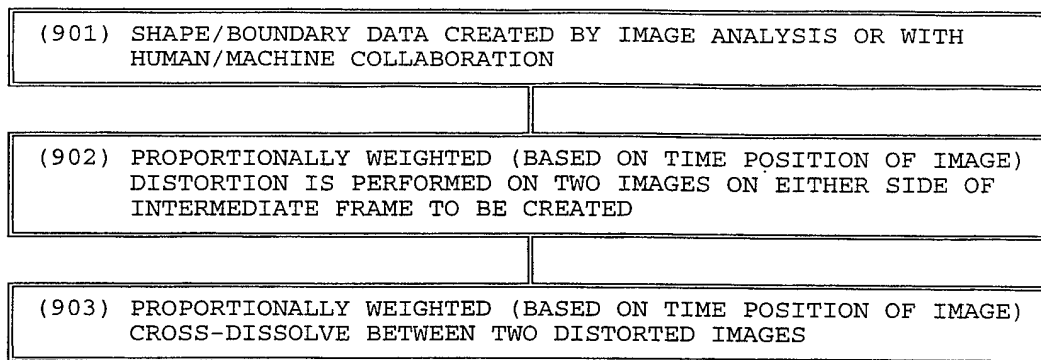 (901) SHAPE/BOUNDARY DATA CREATED BY IMAGE ANALYSIS OR WITH
HUMAN/MACHINE COLLABORATION
(902) PROPORTIONALLY WEIGHTED (BASED ON TIME POSITION OF IMAGE)
DISTORTION IS PERFORMED ON TWO IMAGES ON EITHER SIDE OF
INTERMEDIATE FRAME TO BE CREATED
(903) PROPORTIONALLY WEIGHTED (BASED ON TIME POSITION OF IMAGE)
CROSS-DISSOLVE BETWEEN TWO DISTORTED IMAGES